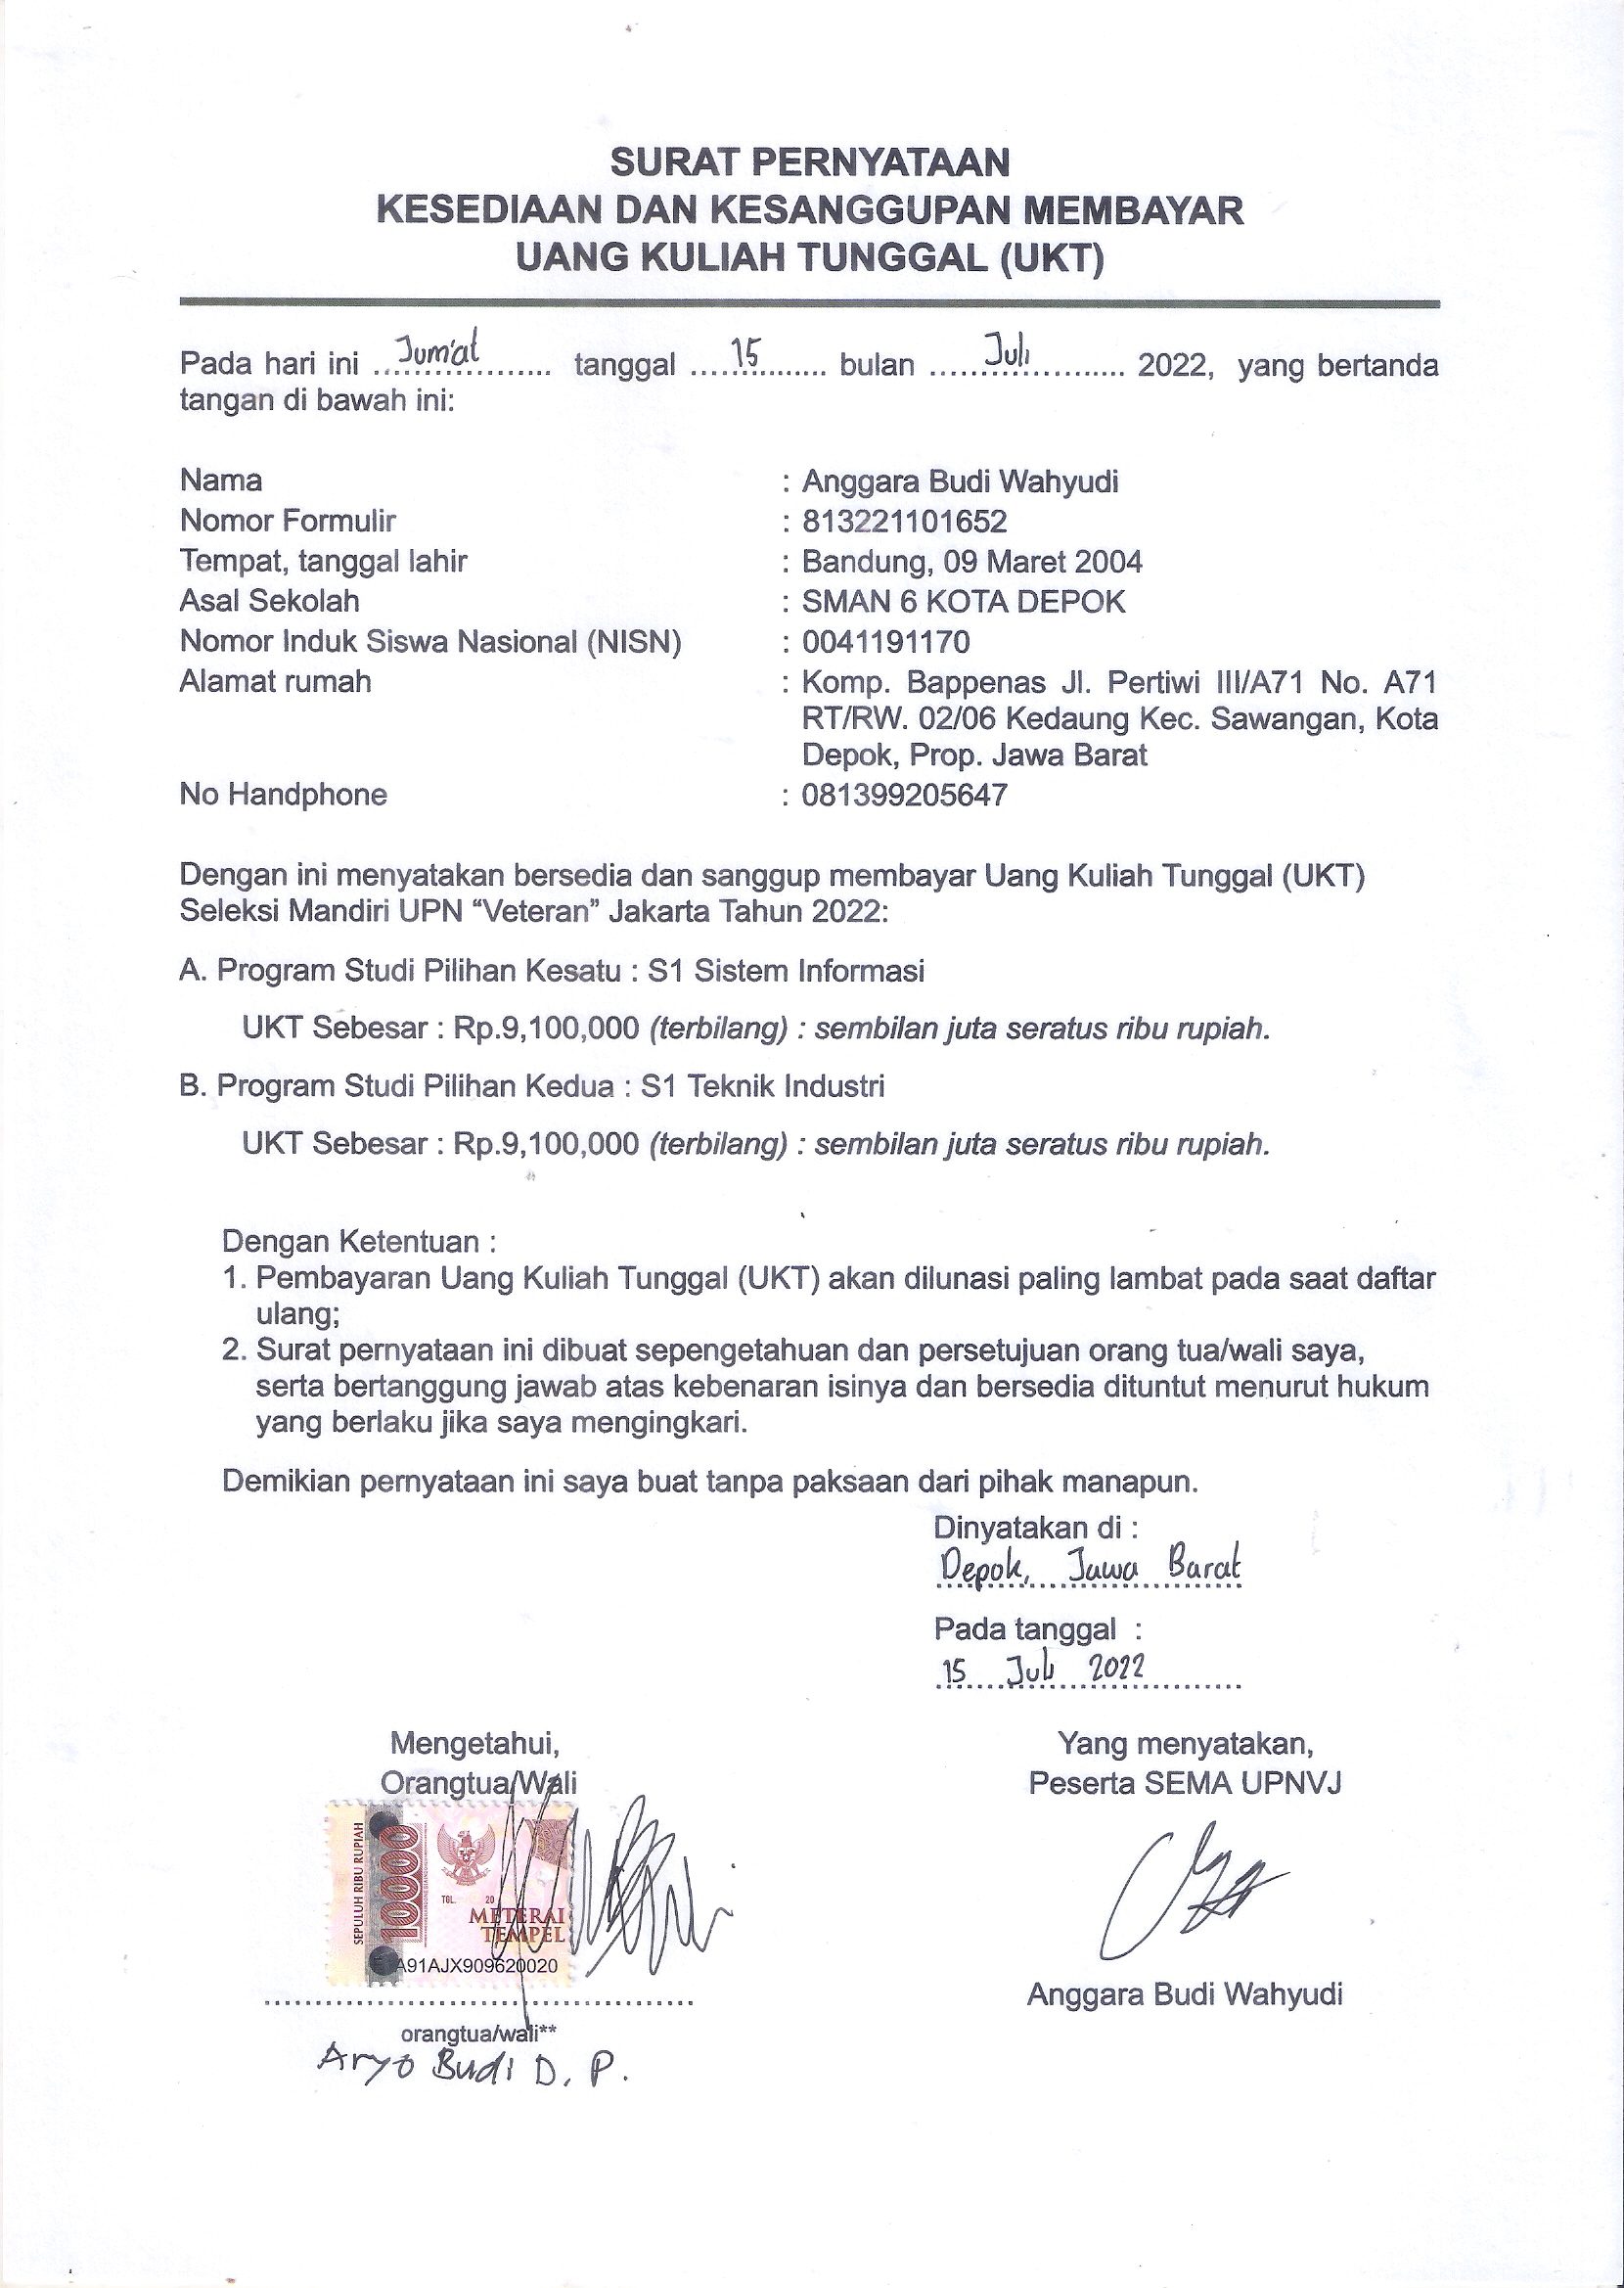 SURAT PERNYATAAN
KESEDIAAN DAN KESANGGUPAN MEMBAYAR
UANG KULIAH TUNGGAL (UKT)
Pada hari ini ...Jum'at... tanggal ...15... bulan ...Juli... 2022, yang bertanda
tangan di bawah ini:
Nama : Anggara Budi Wahyudi
Nomor Formulir : 813221101652
Tempat, tanggal lahir : Bandung, 09 Maret 2004
Asal Sekolah : SMAN 6 KOTA DEPOK
Nomor Induk Siswa Nasional (NISN) : 0041191170
Alamat rumah : Komp. Bappenas Jl. Pertiwi III/A71 No. A71
RT/RW. 02/06 Kedaung Kec. Sawangan, Kota
Depok, Prop. Jawa Barat
No Handphone : 081399205647
Dengan ini menyatakan bersedia dan sanggup membayar Uang Kuliah Tunggal (UKT)
Seleksi Mandiri UPN “Veteran” Jakarta Tahun 2022:
A. Program Studi Pilihan Kesatu : S1 Sistem Informasi
UKT Sebesar : Rp.9,100,000 (terbilang) : sembilan juta seratus ribu rupiah.
B. Program Studi Pilihan Kedua : S1 Teknik Industri
UKT Sebesar : Rp.9,100,000 (terbilang) : sembilan juta seratus ribu rupiah.
Dengan Ketentuan :
1. Pembayaran Uang Kuliah Tunggal (UKT) akan dilunasi paling lambat pada saat daftar
ulang;
2. Surat pernyataan ini dibuat sepengetahuan dan persetujuan orang tua/wali saya,
serta bertanggung jawab atas kebenaran isinya dan bersedia dituntut menurut hukum
yang berlaku jika saya mengingkari.
Demikian pernyataan ini saya buat tanpa paksaan dari pihak manapun.
Dinyatakan di :
Depok, Jawa Barat
Pada tanggal :
15 Juli 2022
Mengetahui,
Orangtua/Wali
SEPULUH RIBU RUPIAH
10000
TGL. 20
METERAI
TEMPEL
A91AJX909620020
orangtua/wali**
Aryo Budi D. P.
Yang menyatakan,
Peserta SEMA UPNVJ
Anggara Budi Wahyudi